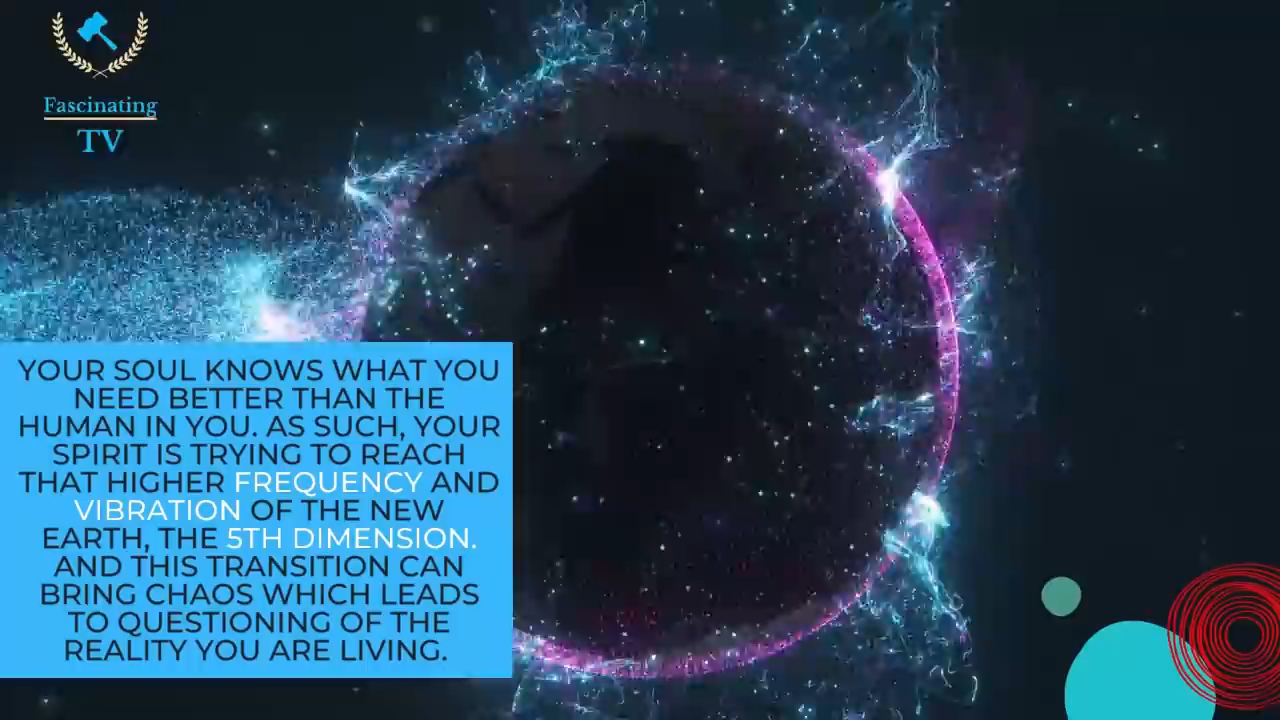 Fascinating
TV
YOUR SOUL KNOWS WHAT YOU
NEED BETTER THAN THE
HUMAN IN YOU. AS SUCH, YOUR
SPIRIT IS TRYING TO REACH
THAT HIGHER FREQUENCY AND
VIBRATION OF THE NEW
EARTH, THE 5TH DIMENSION.
AND THIS TRANSITION CAN
BRING CHAOS WHICH LEADS
TO QUESTIONING OF THE
REALITY YOU ARE LIVING.